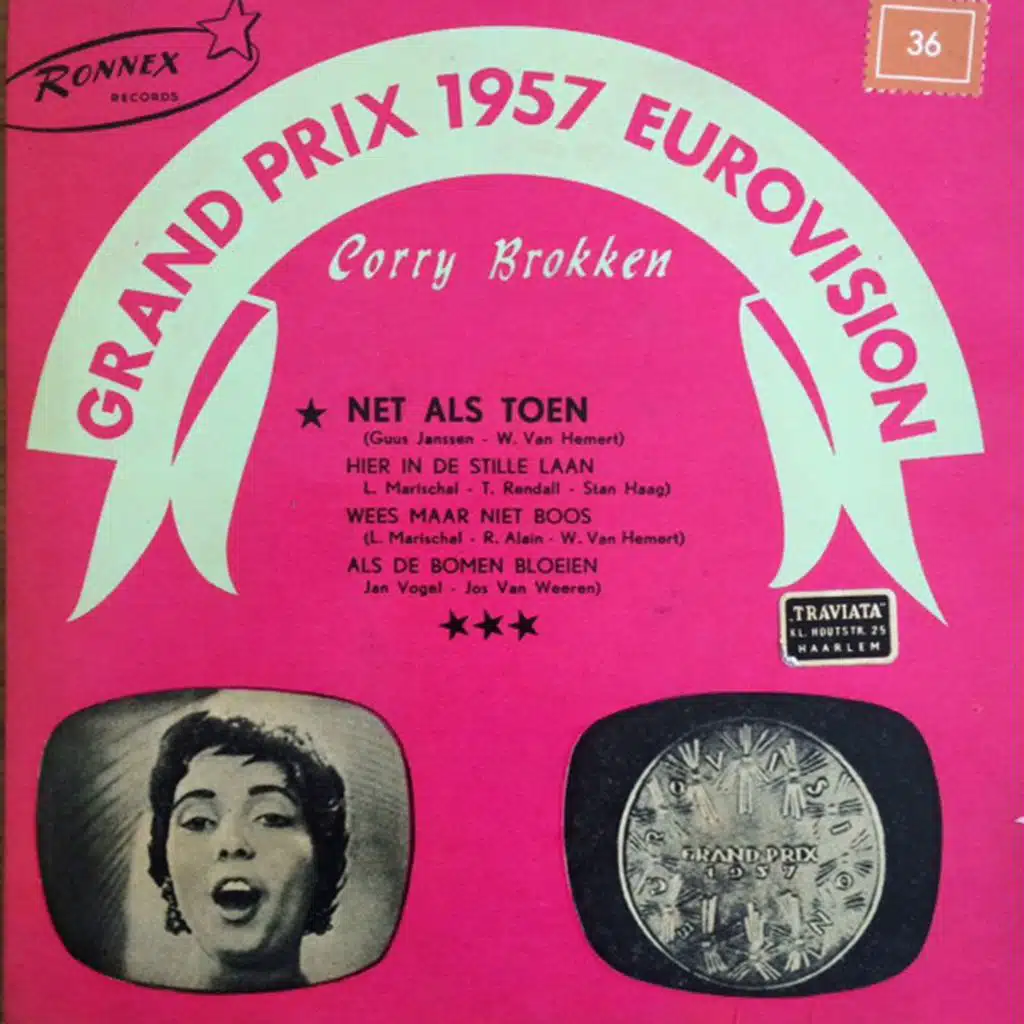 RONNEX
RECORDS
36
GRAND PRIX 1957 EUROVISION
Corry Brokken
★ NET ALS TOEN
(Guus Janssen - W. Van Hemert)
HIER IN DE STILLE LAAN
L. Marischal - T. Rendall - Stan Haag)
WEES MAAR NIET BOOS
(L. Marischal - R. Alain - W. Van Hemert)
ALS DE BOMEN BLOEIEN
Jan Vogel - Jos Van Weeren)
★★★
„TRAVIATA"
KL. HOUTSTR. 25
HAARLEM
EUROVISION
GRAND.PRIX
1957